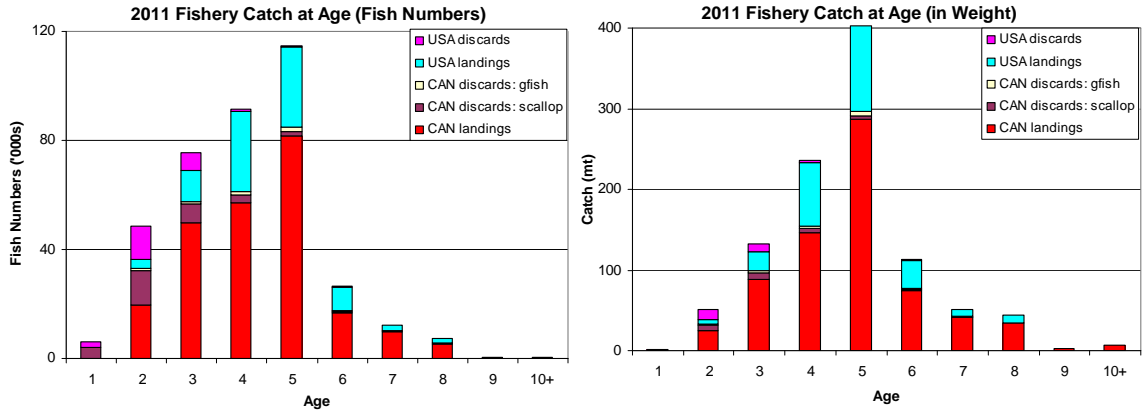 2011 Fishery Catch at Age (Fish Numbers)
Fish Numbers ('000s)
120
80
40
0
USA discards
USA landings
CAN discards: gfish
CAN discards: scallop
CAN landings
1 2 3 4 5 6 7 8 9 10+
Age
2011 Fishery Catch at Age (in Weight)
Catch (mt)
400
300
200
100
0
USA discards
USA landings
CAN discards: gfish
CAN discards: scallop
CAN landings
1 2 3 4 5 6 7 8 9 10+
Age